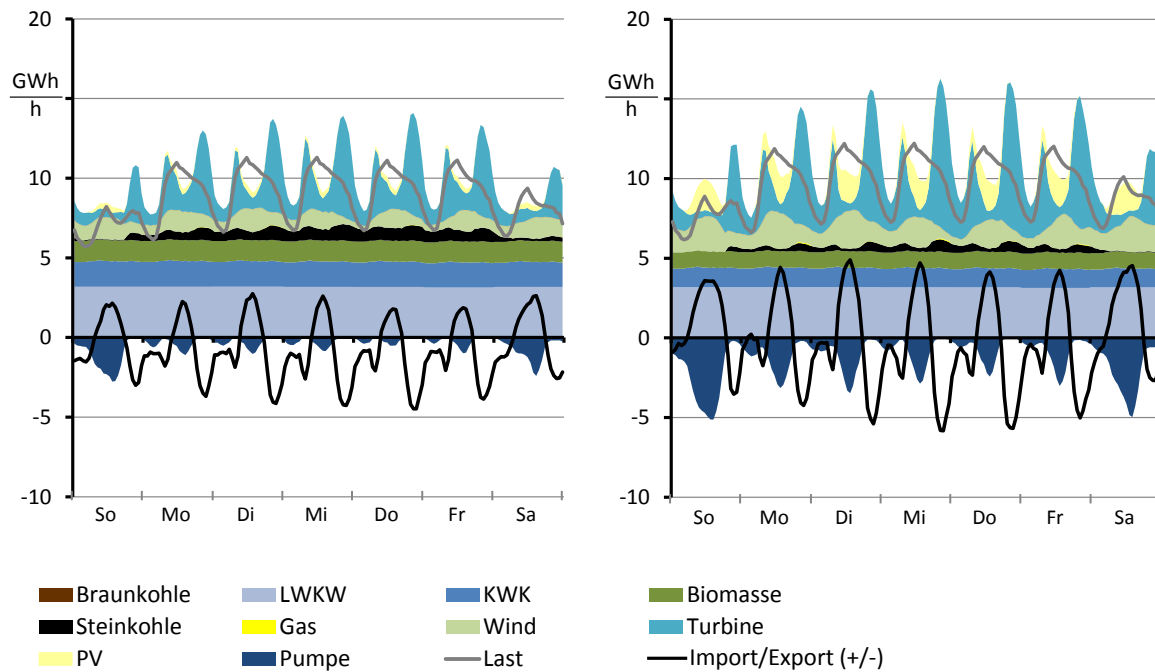 20
20
GWh
h
GWh
h
10
10
5
5
0
0
-5
-5
-10
-10
So Mo Di Mi Do Fr Sa
So Mo Di Mi Do Fr Sa
Braunkohle LWKW KWK Biomasse
Steinkohle Gas Wind Turbine
PV Pumpe Last Import/Export (+/-)